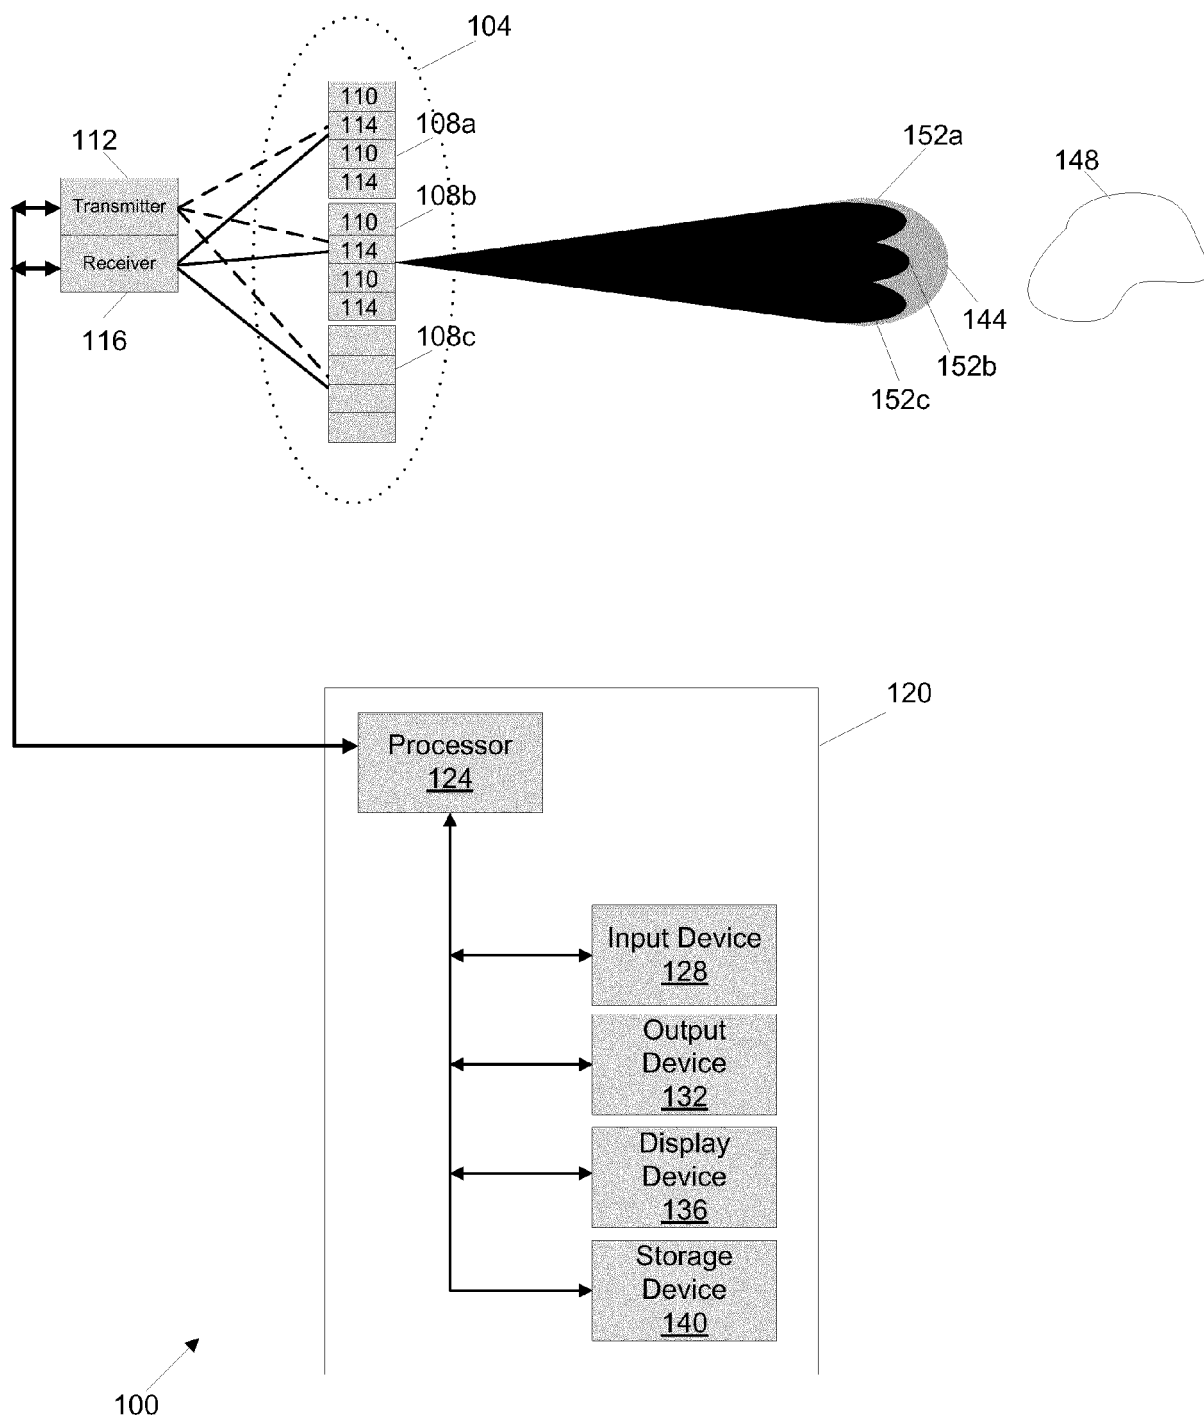 104
110
114
110
114
108a
112
Transmitter
Receiver
116
108b
110
114
110
114
108c
152a
148
144
152b
152c
120
Processor
124
Input Device
128
Output
Device
132
Display
Device
136
Storage
Device
140
100